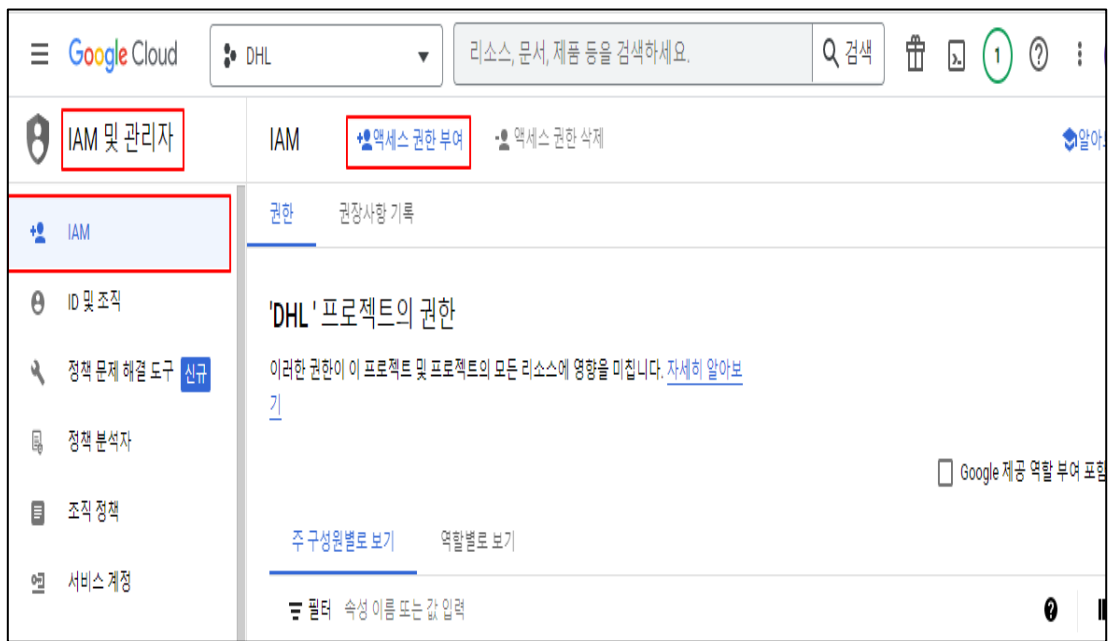 Google Cloud
DHL
리소스, 문서, 제품 등을 검색하세요.
검색
1
IAM 및 관리자
IAM
액세스 권한 부여
액세스 권한 삭제
알아
IAM
ID 및 조직
정책 문제 해결 도구 신규
정책 분석자
조직 정책
서비스 계정
권한
권장사항 기록
'DHL ' 프로젝트의 권한
이러한 권한이 이 프로젝트 및 프로젝트의 모든 리소스에 영향을 미칩니다. 자세히 알아보
기
Google 제공 역할 부여 포함
주 구성원별로 보기
역할별로 보기
필터 속성 이름 또는 값 입력